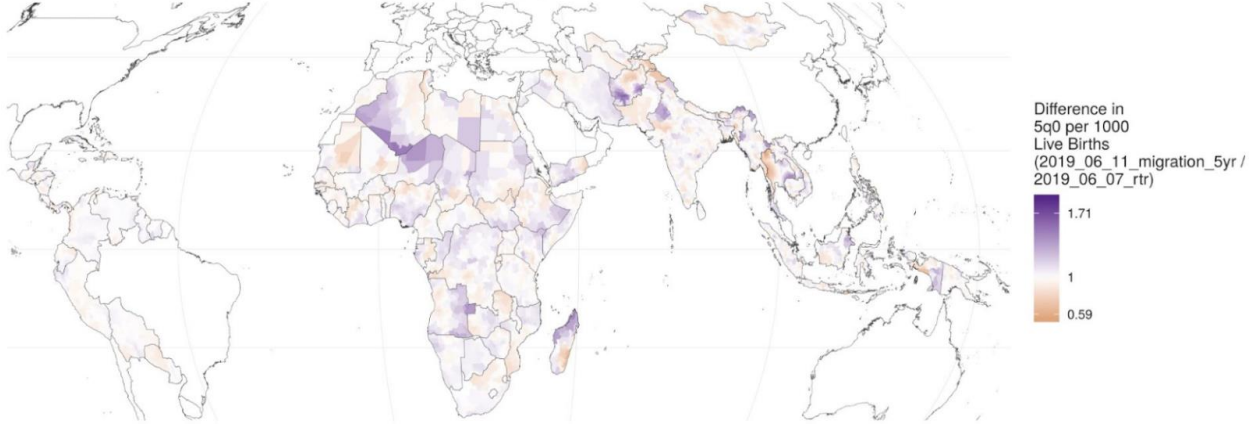 Difference in
5q0 per 1000
Live Births
(2019_06_11_migration_5yr /
2019_06_07_rtr)
1.71
1
0.59